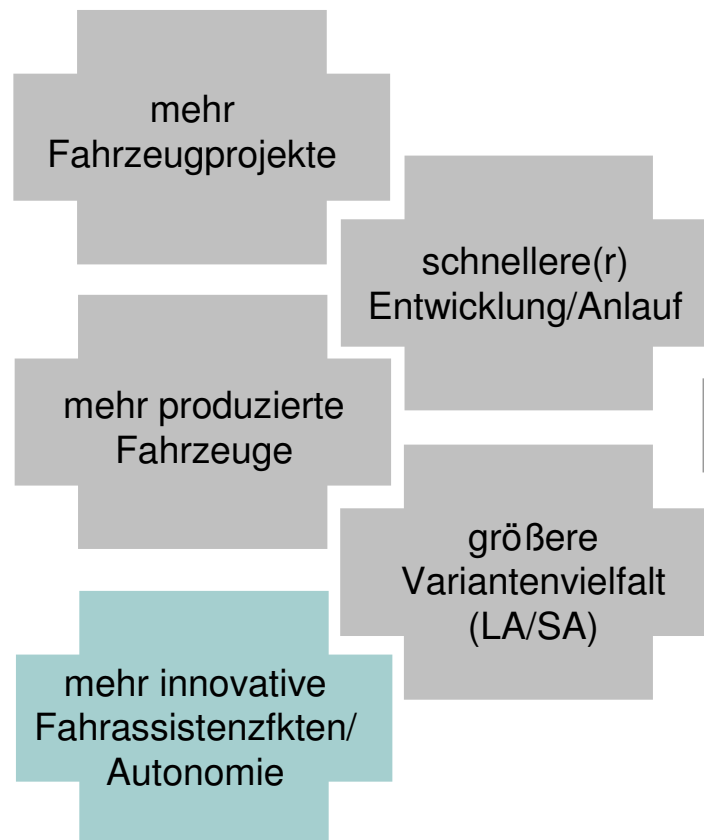 mehr
Fahrzeugprojekte
schnellere(r)
Entwicklung/Anlauf
mehr produzierte
Fahrzeuge
größere
Variantenvielfalt
(LA/SA)
mehr innovative
Fahrassistenzfkten/
Autonomie